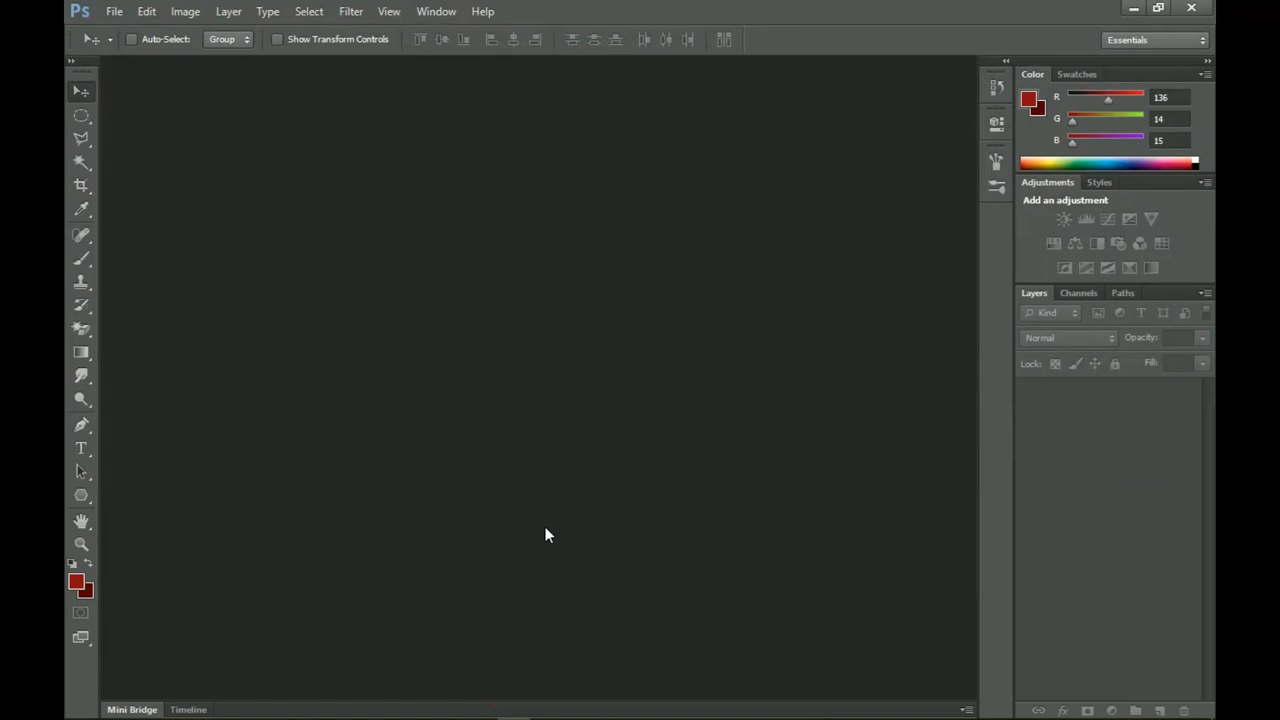 Ps File Edit Image Layer Type Select Filter View Window Help
Auto-Select: Group Show Transform Controls Essentials
Color Swatches
R 136
G 14
B 15
Adjustments Styles
Add an adjustment
Layers Channels Paths
Kind
Normal Opacity:
Lock: Fill:
T
Mini Bridge Timeline
fx